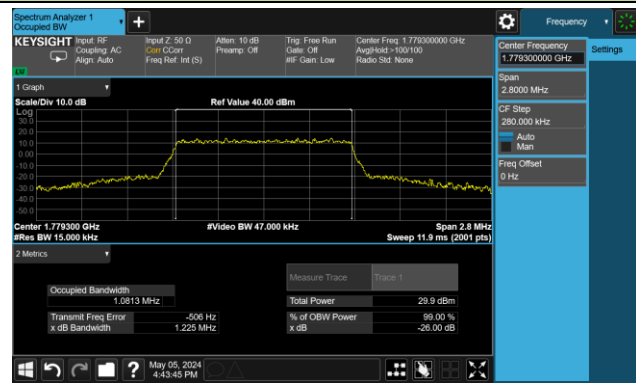 Spectrum Analyzer 1
Occupied BW
Frequency
KEYSIGHT
Input: RF
Coupling: AC
Align: Auto
Input Z: 50 Ω
Corr CCorr
Freq Ref: Int (S)
Atten: 10 dB
Preamp: Off
Trig: Free Run
Gate: Off
#IF Gain: Low
Center Freq: 1.779300000 GHz
Avg|Hold:>100/100
Radio Std: None
Center Frequency
1.779300000 GHz
Settings
Span
2.8000 MHz
CF Step
280.000 kHz
Auto
Man
Freq Offset
0 Hz
1 Graph
Scale/Div 10.0 dB
Ref Value 40.00 dBm
Log
30.0
20.0
10.0
0.00
-10.0
-20.0
-30.0
-40.0
-50.0
Center 1.779300 GHz
#Video BW 47.000 kHz
Span 2.8 MHz
#Res BW 15.000 kHz
Sweep 11.9 ms (2001 pts)
2 Metrics
Measure Trace
Trace 1
Occupied Bandwidth
1.0813 MHz
Total Power
29.9 dBm
Transmit Freq Error
-506 Hz
% of OBW Power
99.00 %
x dB Bandwidth
1.225 MHz
x dB
-26.00 dB
?
May 05, 2024
4:43:45 PM